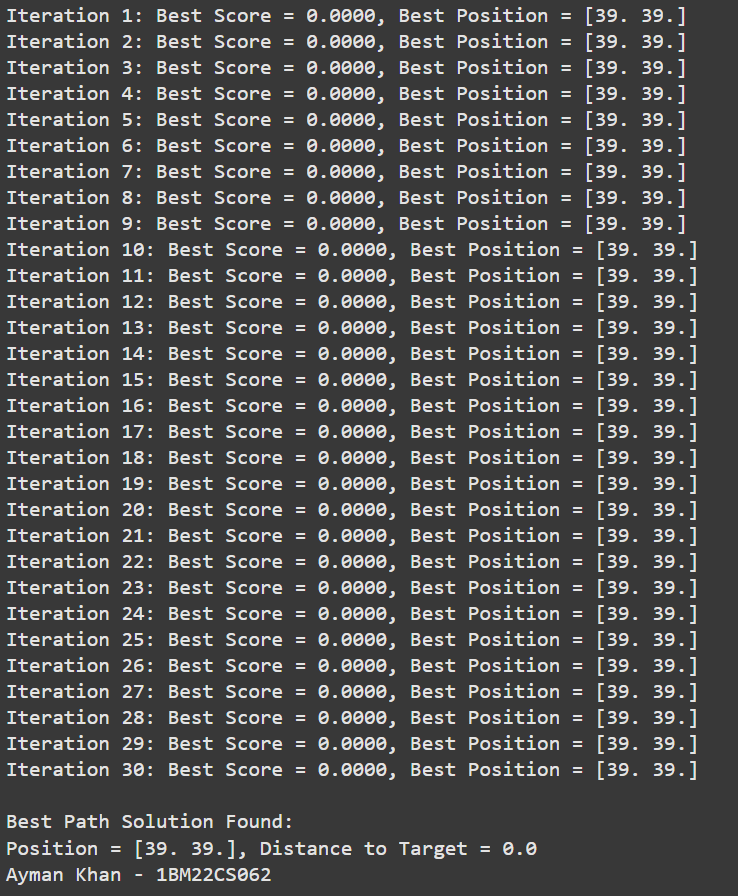 Iteration 1: Best Score = 0.0000, Best Position = [39. 39.]
Iteration 2: Best Score = 0.0000, Best Position = [39. 39.]
Iteration 3: Best Score = 0.0000, Best Position = [39. 39.]
Iteration 4: Best Score = 0.0000, Best Position = [39. 39.]
Iteration 5: Best Score = 0.0000, Best Position = [39. 39.]
Iteration 6: Best Score = 0.0000, Best Position = [39. 39.]
Iteration 7: Best Score = 0.0000, Best Position = [39. 39.]
Iteration 8: Best Score = 0.0000, Best Position = [39. 39.]
Iteration 9: Best Score = 0.0000, Best Position = [39. 39.]
Iteration 10: Best Score = 0.0000, Best Position = [39. 39.]
Iteration 11: Best Score = 0.0000, Best Position = [39. 39.]
Iteration 12: Best Score = 0.0000, Best Position = [39. 39.]
Iteration 13: Best Score = 0.0000, Best Position = [39. 39.]
Iteration 14: Best Score = 0.0000, Best Position = [39. 39.]
Iteration 15: Best Score = 0.0000, Best Position = [39. 39.]
Iteration 16: Best Score = 0.0000, Best Position = [39. 39.]
Iteration 17: Best Score = 0.0000, Best Position = [39. 39.]
Iteration 18: Best Score = 0.0000, Best Position = [39. 39.]
Iteration 19: Best Score = 0.0000, Best Position = [39. 39.]
Iteration 20: Best Score = 0.0000, Best Position = [39. 39.]
Iteration 21: Best Score = 0.0000, Best Position = [39. 39.]
Iteration 22: Best Score = 0.0000, Best Position = [39. 39.]
Iteration 23: Best Score = 0.0000, Best Position = [39. 39.]
Iteration 24: Best Score = 0.0000, Best Position = [39. 39.]
Iteration 25: Best Score = 0.0000, Best Position = [39. 39.]
Iteration 26: Best Score = 0.0000, Best Position = [39. 39.]
Iteration 27: Best Score = 0.0000, Best Position = [39. 39.]
Iteration 28: Best Score = 0.0000, Best Position = [39. 39.]
Iteration 29: Best Score = 0.0000, Best Position = [39. 39.]
Iteration 30: Best Score = 0.0000, Best Position = [39. 39.]
Best Path Solution Found:
Position = [39. 39.], Distance to Target = 0.0
Ayman Khan - 1BM22CS062